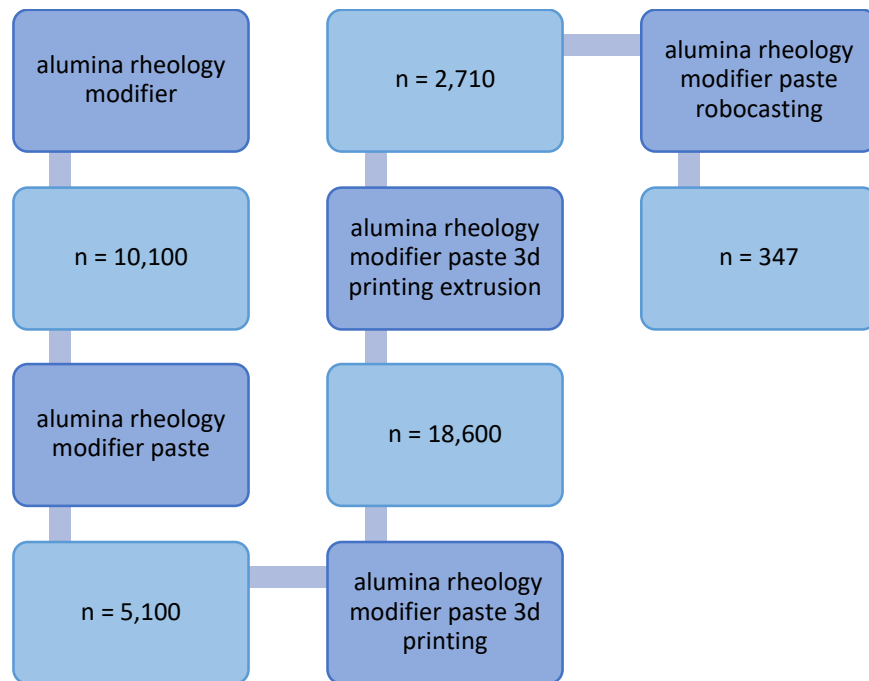 alumina rheology
modifier
n = 10,100
alumina rheology
modifier paste
n = 5,100
alumina rheology
modifier paste 3d
printing
n = 18,600
alumina rheology
modifier paste 3d
printing extrusion
n = 2,710
alumina rheology
modifier paste
robocasting
n = 347